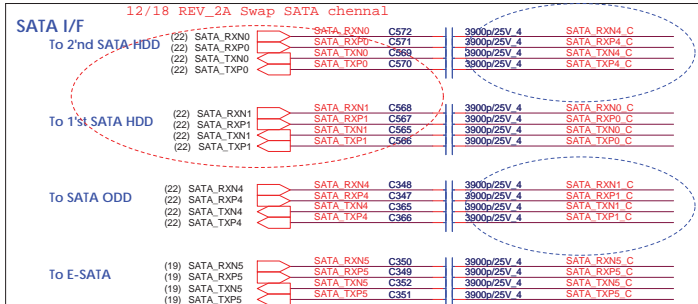 12/18 REV_2A Swap SATA chennal
SATA I/F
To 2'nd SATA HDD
(22) SATA_RXN0 SATA_RXN0 C572 3900p/25V_4 SATA_RXN4_C
(22) SATA_RXP0 SATA_RXP0 C571 3900p/25V_4 SATA_RXP4_C
(22) SATA_TXN0 SATA_TXN0 C569 3900p/25V_4 SATA_TXN4_C
(22) SATA_TXP0 SATA_TXP0 C570 3900p/25V_4 SATA_TXP4_C
To 1'st SATA HDD
(22) SATA_RXN1 SATA_RXN1 C568 3900p/25V_4 SATA_RXN0_C
(22) SATA_RXP1 SATA_RXP1 C567 3900p/25V_4 SATA_RXP0_C
(22) SATA_TXN1 SATA_TXN1 C565 3900p/25V_4 SATA_TXN0_C
(22) SATA_TXP1 SATA_TXP1 C566 3900p/25V_4 SATA_TXP0_C
To SATA ODD
(22) SATA_RXN4 SATA_RXN4 C348 3900p/25V_4 SATA_RXN1_C
(22) SATA_RXP4 SATA_RXP4 C347 3900p/25V_4 SATA_RXP1_C
(22) SATA_TXN4 SATA_TXN4 C365 3900p/25V_4 SATA_TXN1_C
(22) SATA_TXP4 SATA_TXP4 C366 3900p/25V_4 SATA_TXP1_C
To E-SATA
(19) SATA_RXN5 SATA_RXN5 C350 3900p/25V_4 SATA_RXN5_C
(19) SATA_RXP5 SATA_RXP5 C349 3900p/25V_4 SATA_RXP5_C
(19) SATA_TXN5 SATA_TXN5 C352 3900p/25V_4 SATA_TXN5_C
(19) SATA_TXP5 SATA_TXP5 C351 3900p/25V_4 SATA_TXP5_C